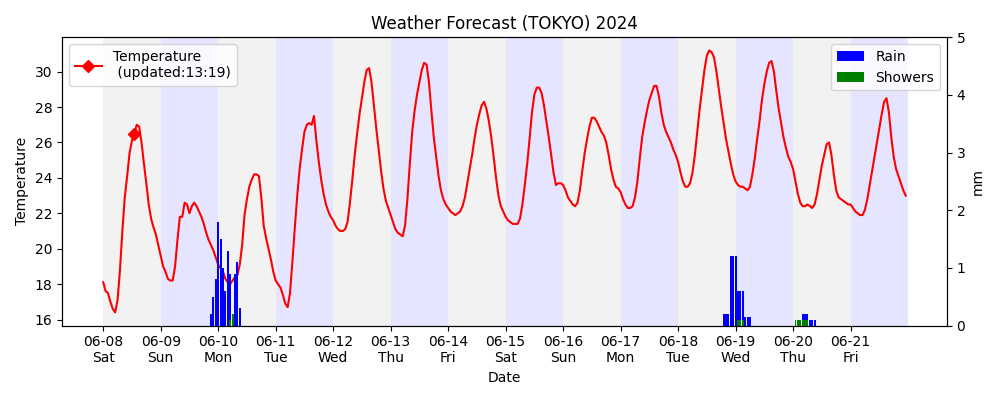 Weather Forecast (TOKYO) 2024
Temperature
(updated:13:19)
Rain
Showers
Temperature
30
28
26
24
22
20
18
16
5
4
3
2
1
0
mm
06-08 06-09 06-10 06-11 06-12 06-13 06-14 06-15 06-16 06-17 06-18 06-19 06-20 06-21
Sat Sun Mon Tue Wed Thu Fri Sat Sun Mon Tue Wed Thu Fri
Date